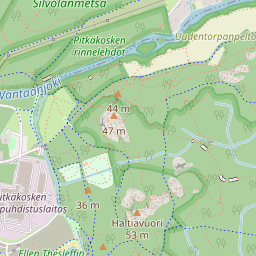 Silvolanmetsä
Pitkäkosken
rinnelehdot
Uudentorpanpelto
Vantaanjoki
44 m
47 m
Pitkäkosken
puhdistuslaitos
36 m
Haltiavuori
53 m
Ellen Thesleffin